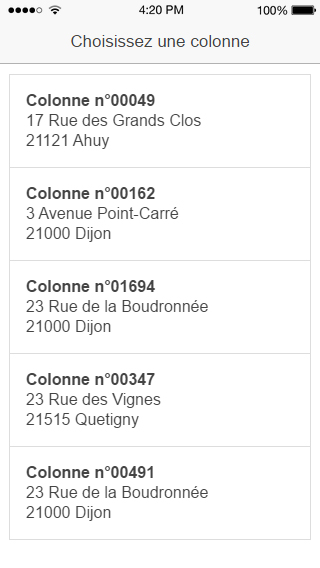 4:20 PM 100%
Choisissez une colonne
Colonne n°00049
17 Rue des Grands Clos
21121 Ahuy
Colonne n°00162
3 Avenue Point-Carré
21000 Dijon
Colonne n°01694
23 Rue de la Boudronnée
21000 Dijon
Colonne n°00347
23 Rue des Vignes
21515 Quetigny
Colonne n°00491
23 Rue de la Boudronnée
21000 Dijon